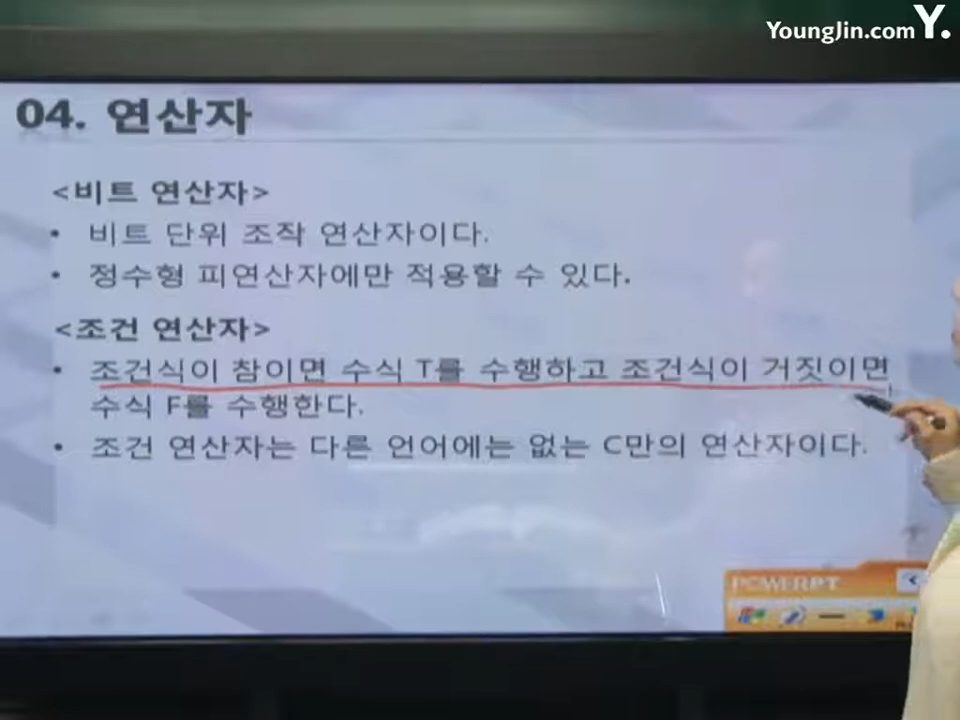 YoungJin.com Y.
04. 연산자
<비트 연산자>
• 비트 단위 조작 연산자이다.
• 정수형 피연산자에만 적용할 수 있다.
<조건 연산자>
• 조건식이 참이면 수식 T를 수행하고 조건식이 거짓이면
수식 F를 수행한다.
• 조건 연산자는 다른 언어에는 없는 C만의 연산자이다.
POWERPT